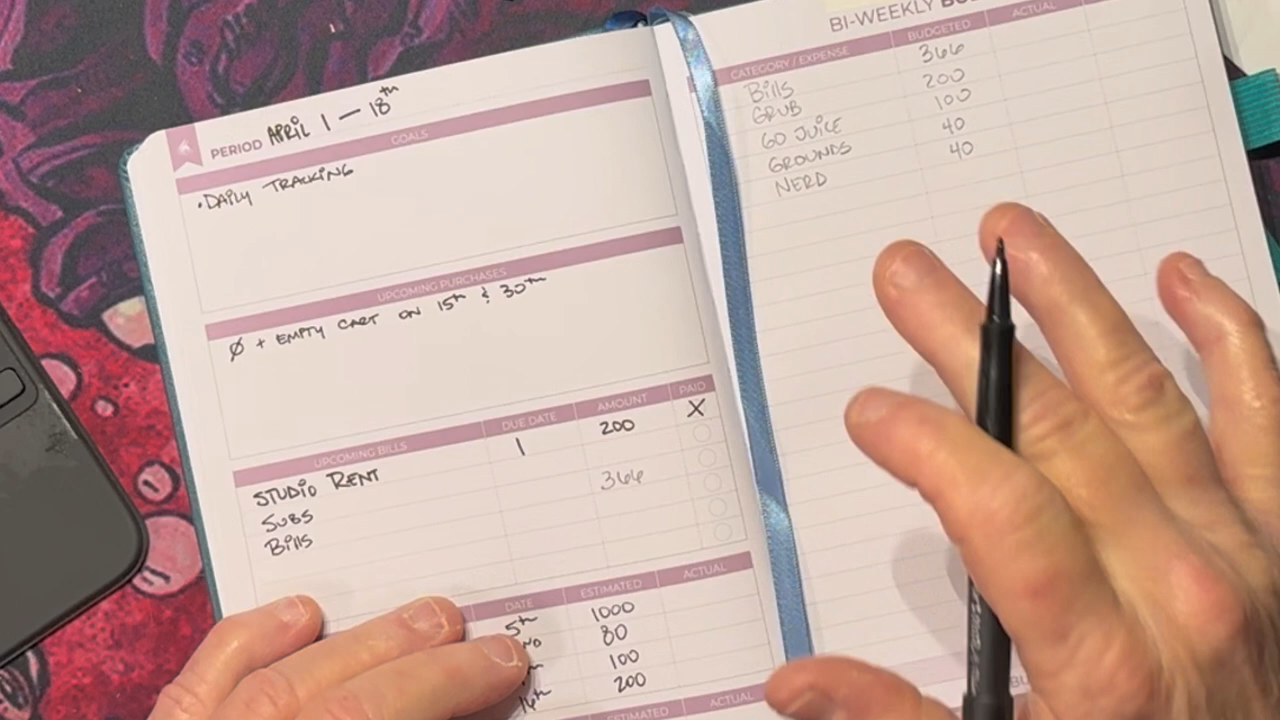 PERIOD APRIL 1 — 18th
GOALS
• DAILY TRACKING
UPCOMING PURCHASES
Ø + EMPTY CART ON 15th & 30th
UPCOMING BILLS DUE DATE AMOUNT PAID
STUDIO RENT 1 200 X
SUBS 366
BILLS
DATE ESTIMATED ACTUAL
5th 1000
80
100
16th 200
ESTIMATED ACTUAL
BI-WEEKLY
CATEGORY / EXPENSE BUDGETED ACTUAL
BILLS 366
GRUB 200
GO JUICE 100
GROUNDS 40
NERD 40